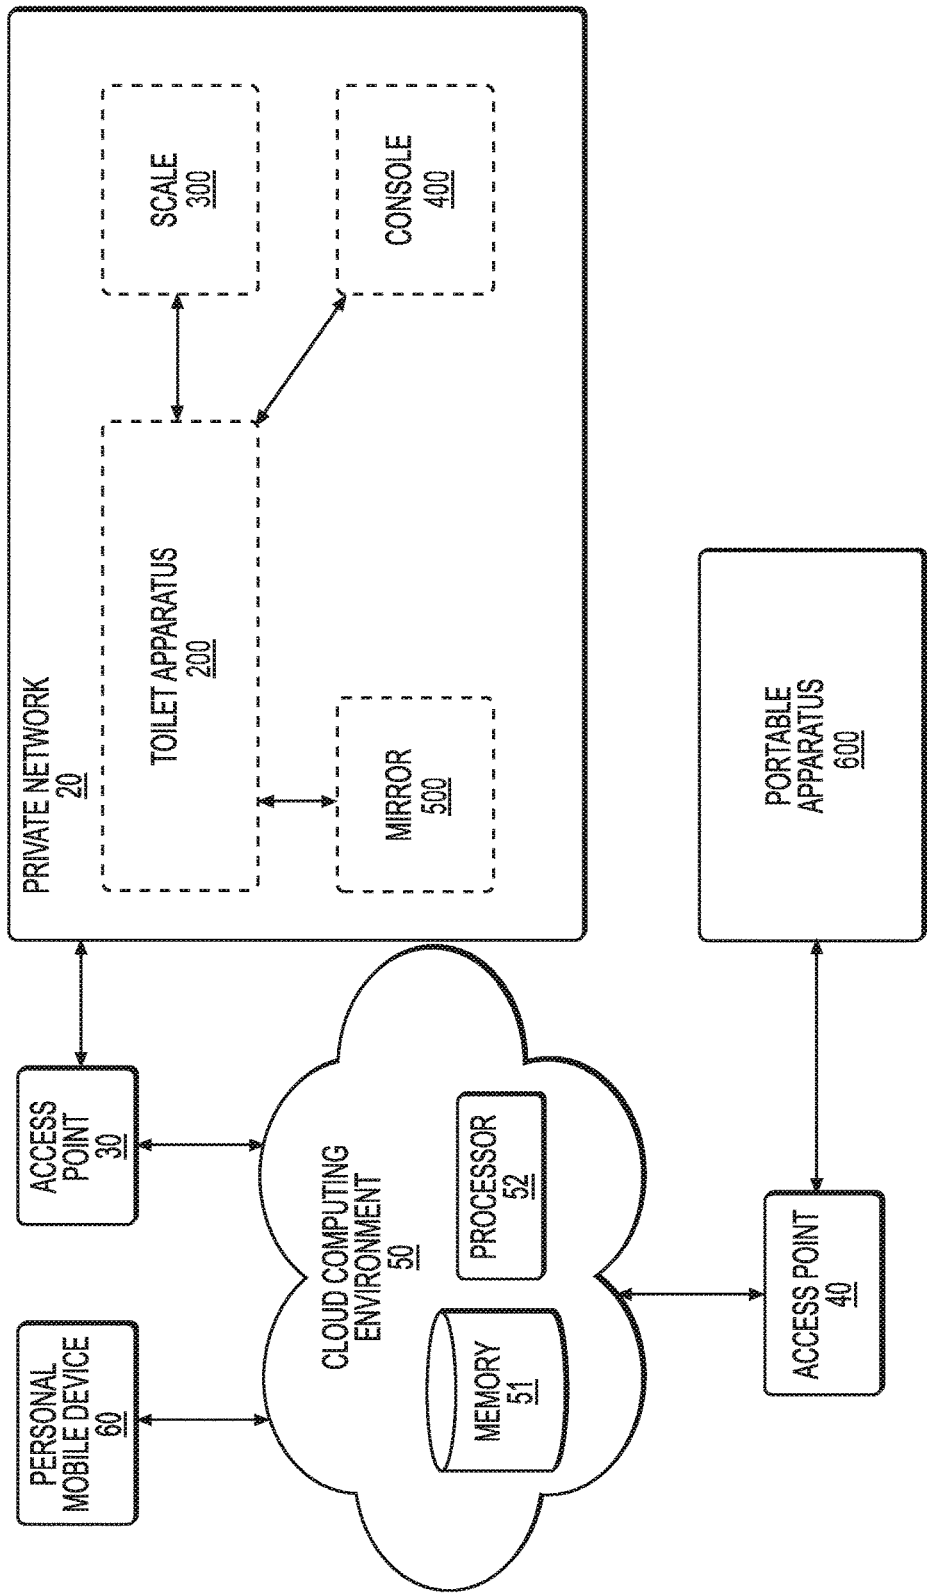 PERSONAL
MOBILE DEVICE
60
ACCESS
POINT
30
PRIVATE NETWORK
20
TOILET APPARATUS
200
SCALE
300
MIRROR
500
CONSOLE
400
CLOUD COMPUTING
ENVIRONMENT
50
MEMORY
51
PROCESSOR
52
ACCESS POINT
40
PORTABLE
APPARATUS
600